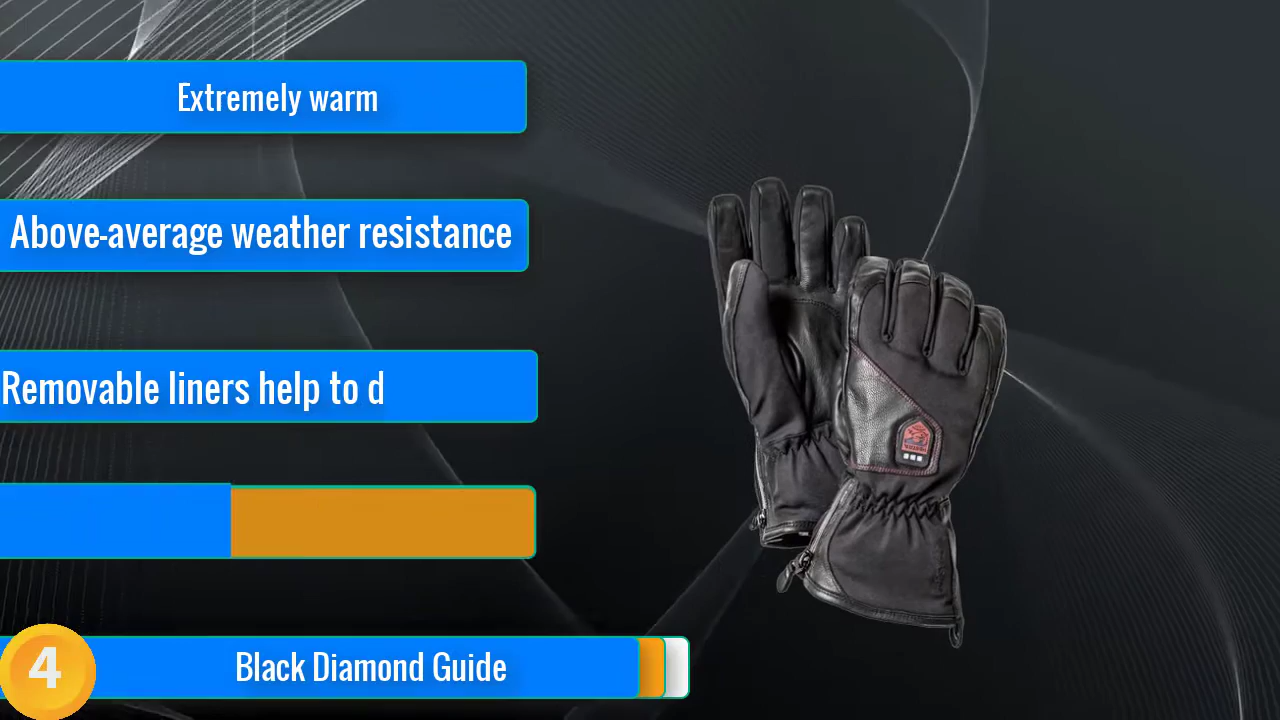 Extremely warm
Above-average weather resistance
Removable liners help to d
4
Black Diamond Guide